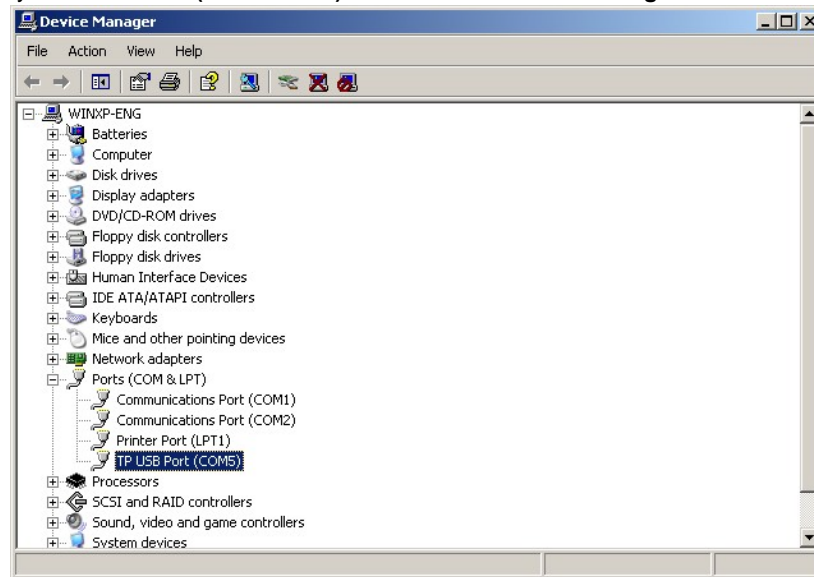 Device Manager
File Action View Help
WINXP-ENG
Batteries
Computer
Disk drives
Display adapters
DVD/CD-ROM drives
Floppy disk controllers
Floppy disk drives
Human Interface Devices
IDE ATA/ATAPI controllers
Keyboards
Mice and other pointing devices
Network adapters
Ports (COM & LPT)
Communications Port (COM1)
Communications Port (COM2)
Printer Port (LPT1)
TP USB Port (COM5)
Processors
SCSI and RAID controllers
Sound, video and game controllers
System devices